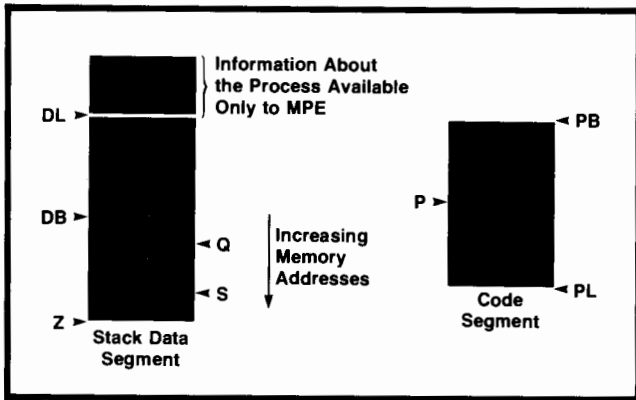 Information About
the Process Available
Only to MPE
DL
PB
P
DB
Q
Increasing
Memory
Addresses
S
PL
Z
Stack Data
Segment
Code
Segment